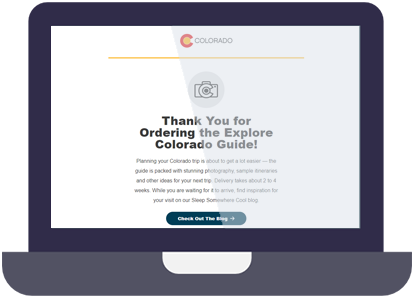 COLORADO
Thank You for
Ordering the Explore
Colorado Guide!
Planning your Colorado trip is about to get a lot easier — the
guide is packed with stunning photography, sample itineraries
and other ideas for your next trip. Delivery takes about 2 to 4
weeks. While you are waiting for it to arrive, find inspiration for
your visit on our Sleep Somewhere Cool blog.
Check Out The Blog →